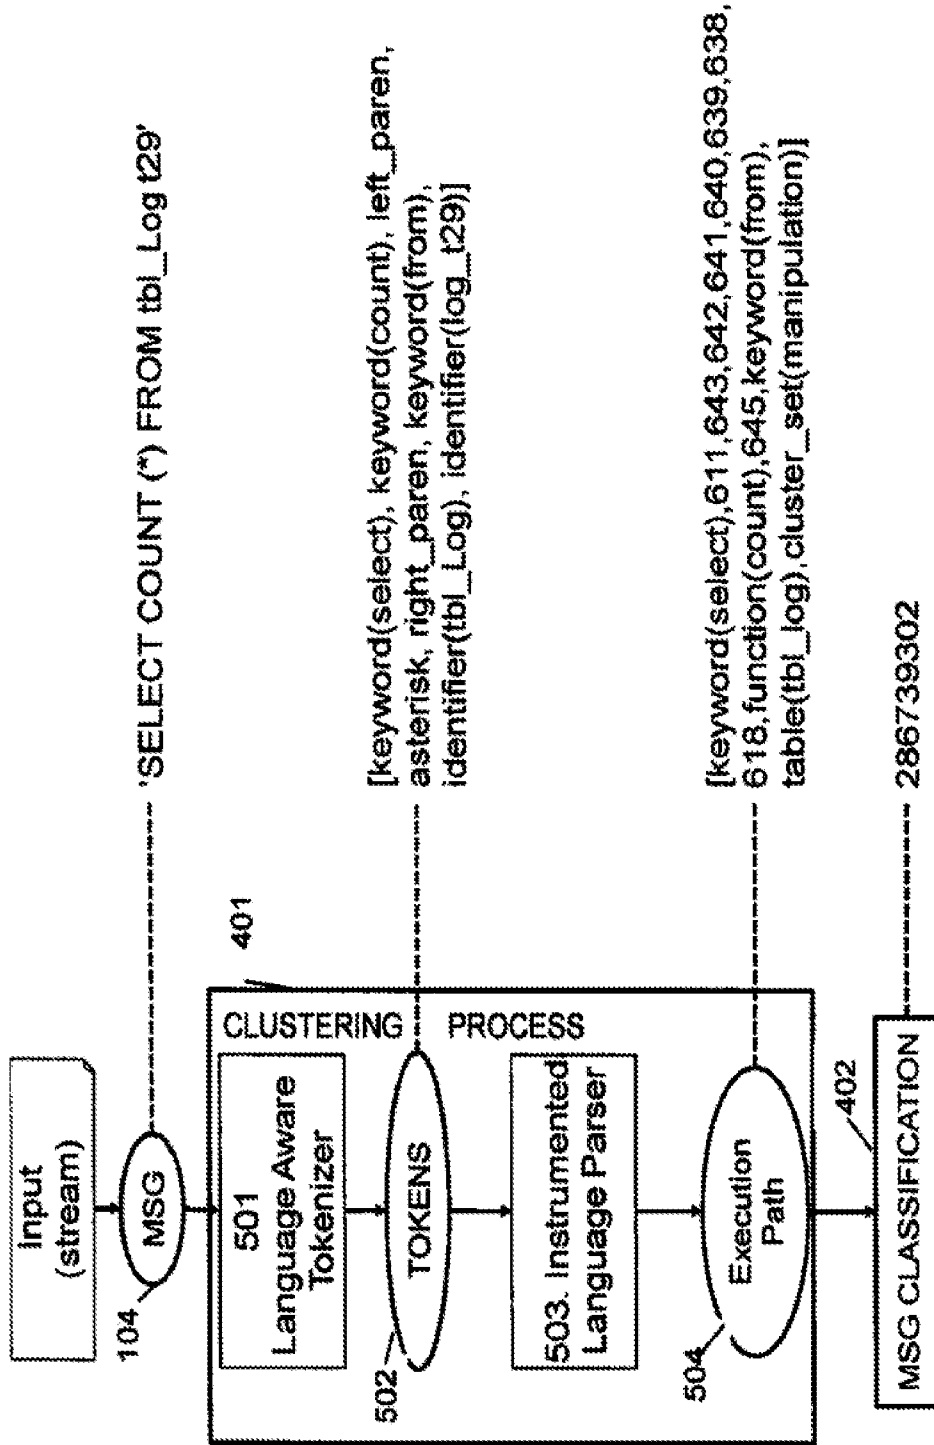 Input
(stream)
MSG
104
'SELECT COUNT (*) FROM tbl_Log t29'
401
CLUSTERING PROCESS
501
Language Aware
Tokenizer
TOKENS
502
[keyword(select), keyword(count), left_paren,
asterisk, right_paren, keyword(from),
identifier(tbl_Log), identifier(log_t29)]
503. Instrumented
Language Parser
Execution
Path
504
[keyword(select),611,643,642,641,640,639,638,
618,function(count),645,keyword(from),
table(tbl_log),cluster_set(manipulation)]
402
MSG CLASSIFICATION
286739302